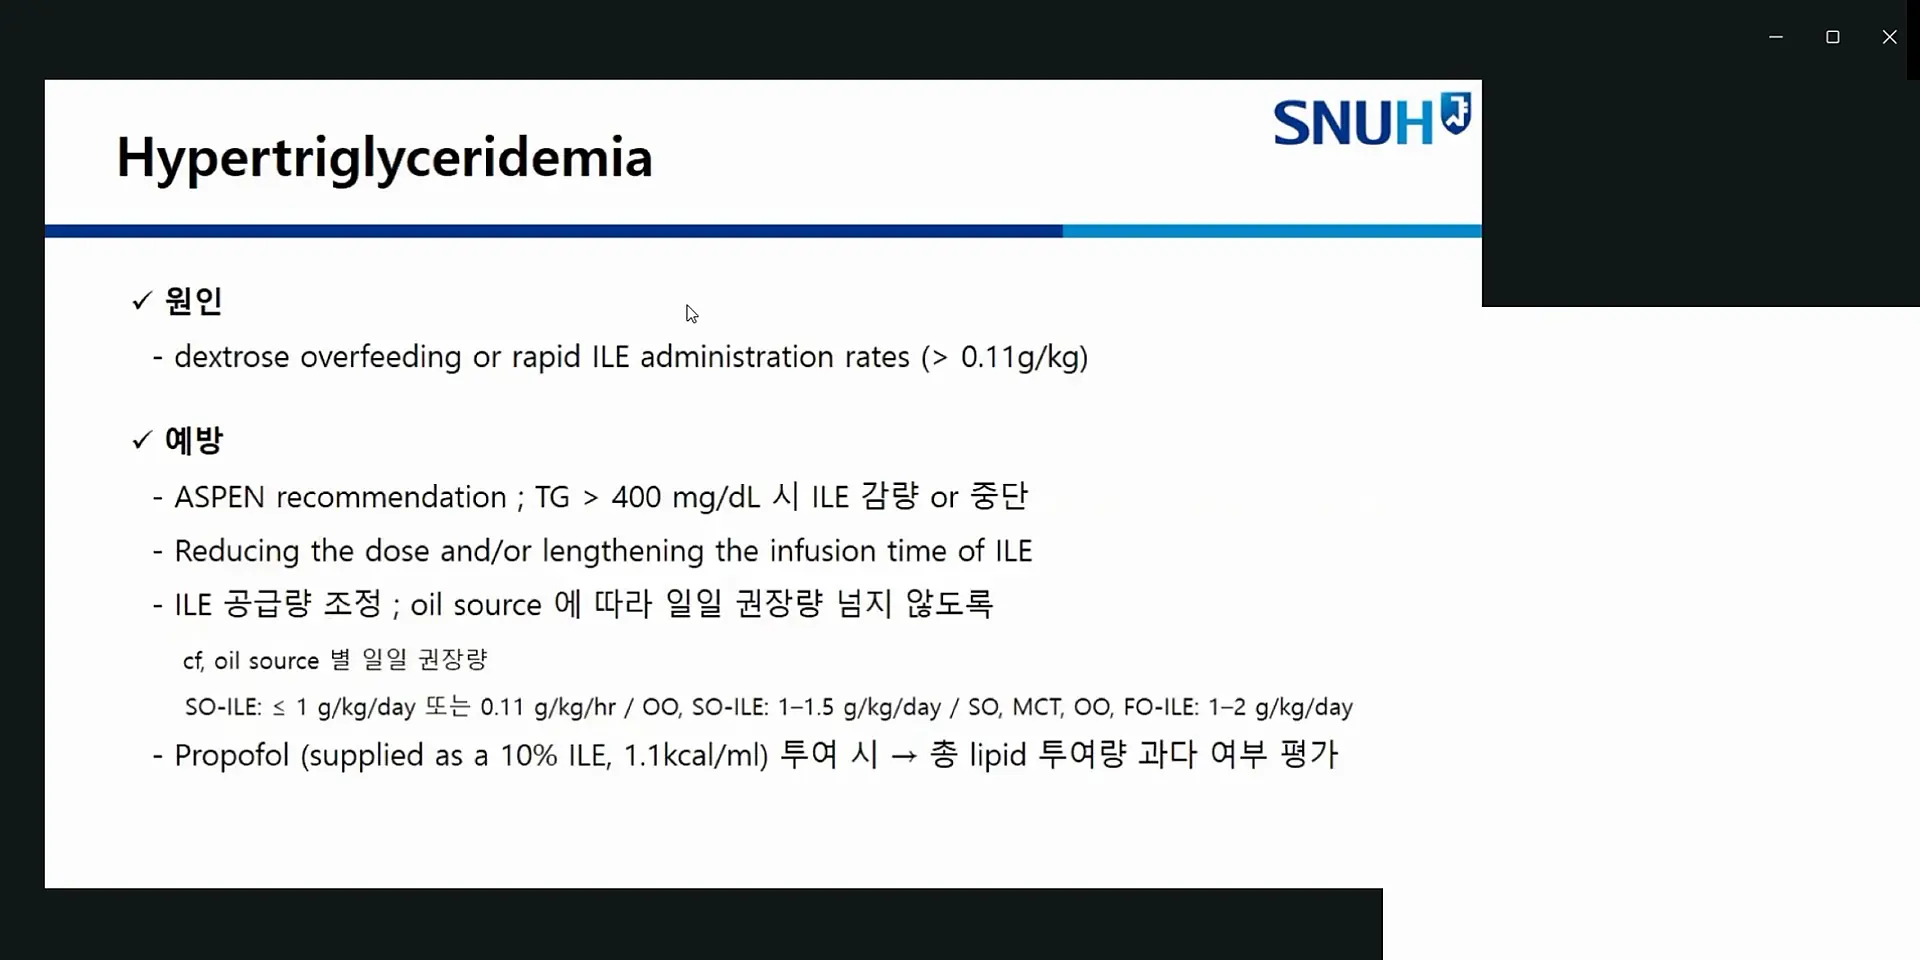 SNUH
Hypertriglyceridemia
✓ 원인
- dextrose overfeeding or rapid ILE administration rates (> 0.11g/kg)
✓ 예방
- ASPEN recommendation ; TG > 400 mg/dL 시 ILE 감량 or 중단
- Reducing the dose and/or lengthening the infusion time of ILE
- ILE 공급량 조정 ; oil source 에 따라 일일 권장량 넘지 않도록
cf, oil source 별 일일 권장량
SO-ILE: ≤ 1 g/kg/day 또는 0.11 g/kg/hr / OO, SO-ILE: 1–1.5 g/kg/day / SO, MCT, OO, FO-ILE: 1–2 g/kg/day
- Propofol (supplied as a 10% ILE, 1.1kcal/ml) 투여 시 → 총 lipid 투여량 과다 여부 평가